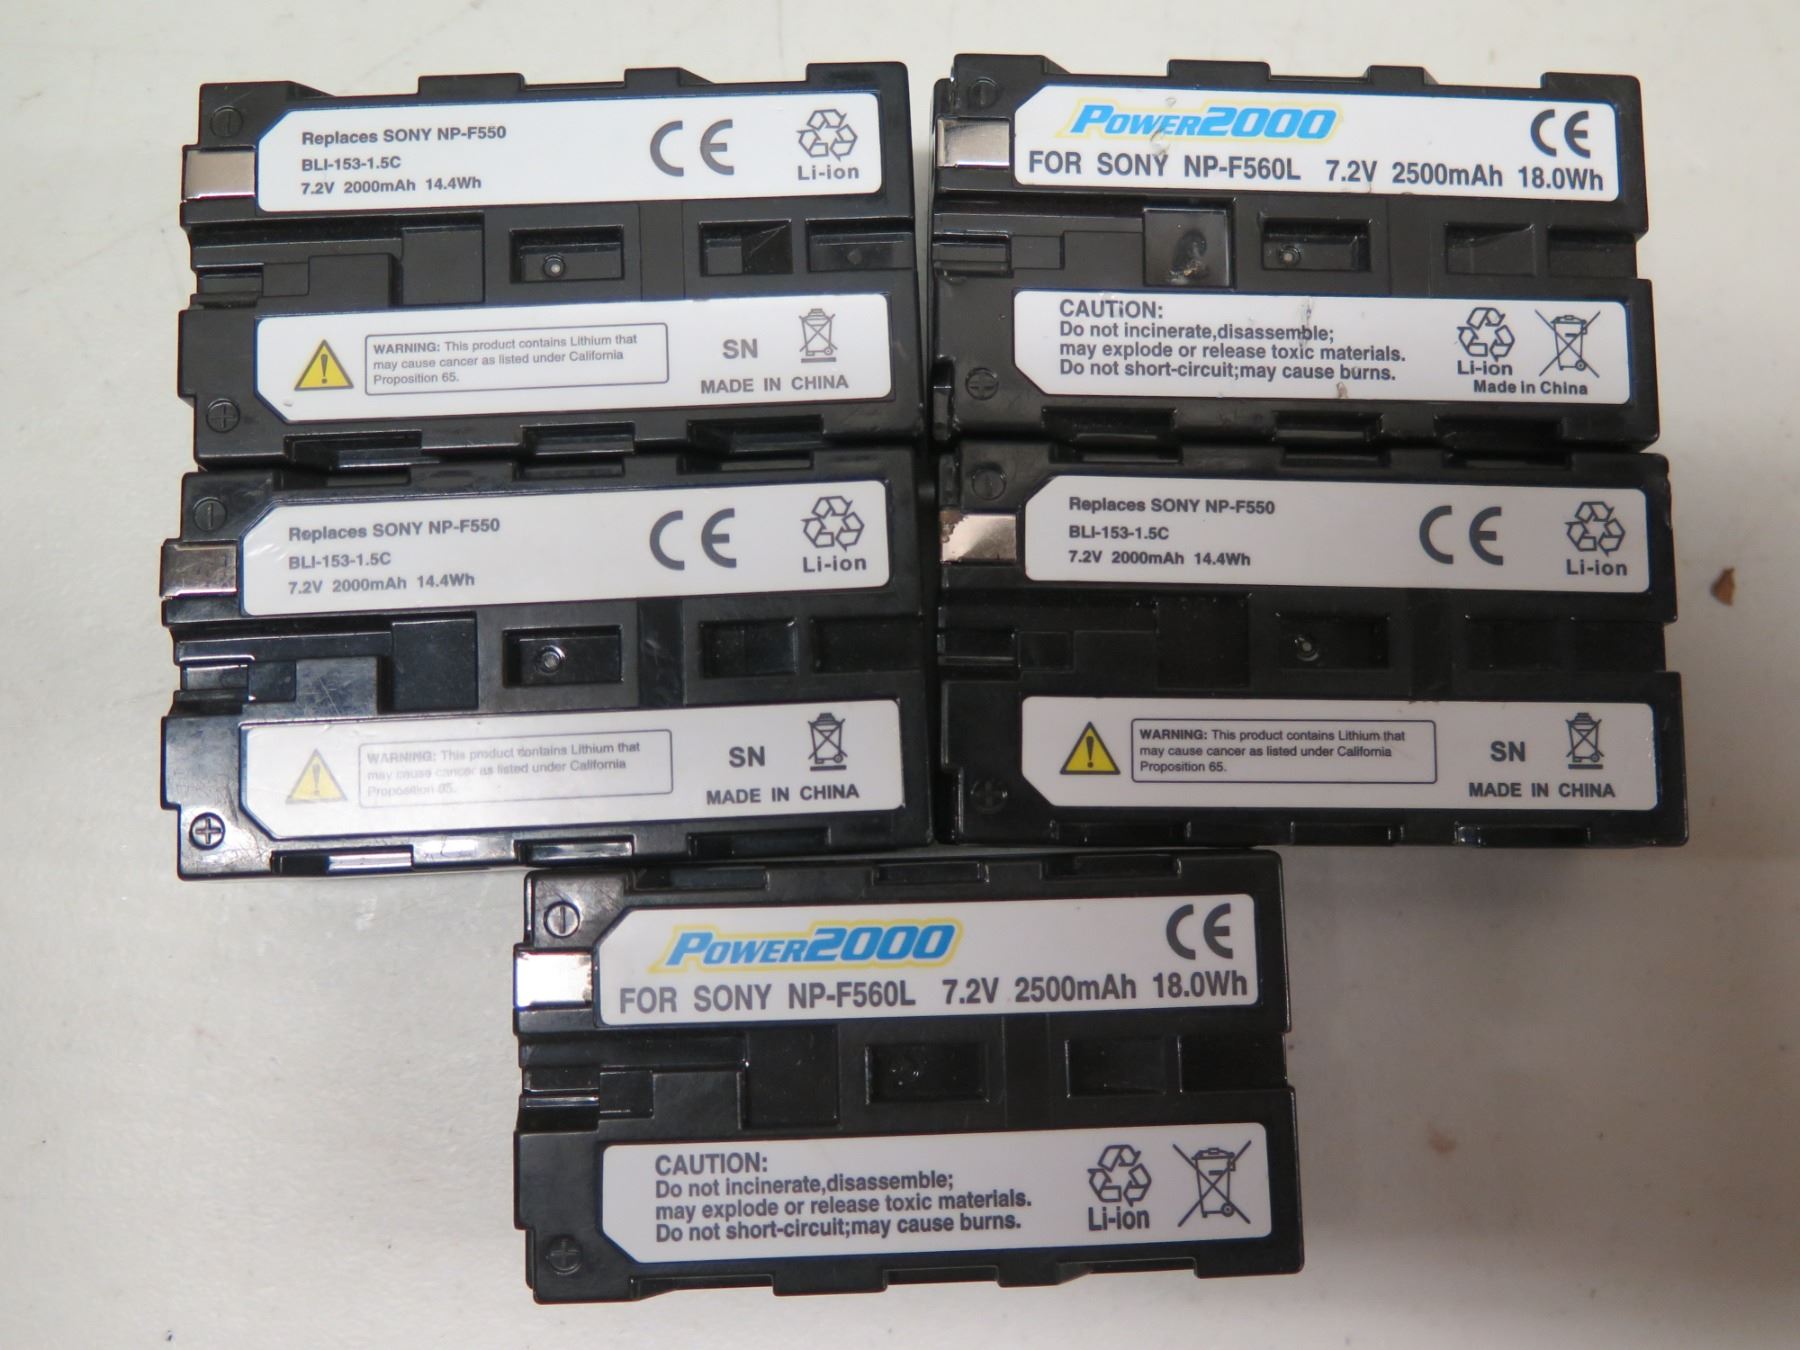 Replaces SONY NP-F550
BLI-153-1.5C
7.2V 2000mAh 14.4Wh
CE
Li-ion
WARNING: This product contains Lithium that
may cause cancer as listed under California
Proposition 65.
SN
MADE IN CHINA
POWER2000
CE
FOR SONY NP-F560L 7.2V 2500mAh 18.0Wh
CAUTION:
Do not incinerate,disassemble;
may explode or release toxic materials.
Do not short-circuit;may cause burns.
Li-ion
Made in China
Replaces SONY NP-F550
BLI-153-1.5C
7.2V 2000mAh 14.4Wh
CE
Li-ion
WARNING: This product contains Lithium that
may cause cancer as listed under California
Proposition 65.
SN
MADE IN CHINA
Replaces SONY NP-F550
BLI-153-1.5C
7.2V 2000mAh 14.4Wh
CE
Li-ion
WARNING: This product contains Lithium that
may cause cancer as listed under California
Proposition 65.
SN
MADE IN CHINA
POWER2000
CE
FOR SONY NP-F560L 7.2V 2500mAh 18.0Wh
CAUTION:
Do not incinerate,disassemble;
may explode or release toxic materials.
Do not short-circuit;may cause burns.
Li-ion